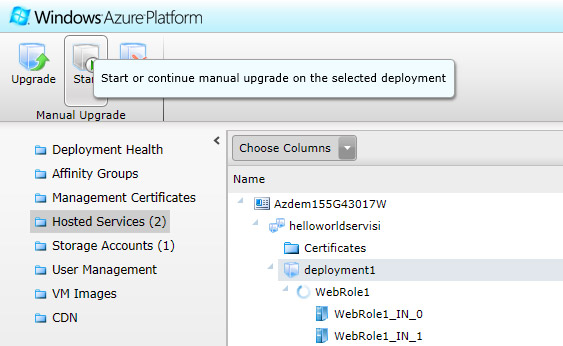 Windows Azure Platform
Upgrade
Start or continue manual upgrade on the selected deployment
Manual Upgrade
Deployment Health
Affinity Groups
Management Certificates
Hosted Services (2)
Storage Accounts (1)
User Management
VM Images
CDN
Choose Columns
Name
Azdem155G43017W
helloworldservisi
Certificates
deployment1
WebRole1
WebRole1_IN_0
WebRole1_IN_1